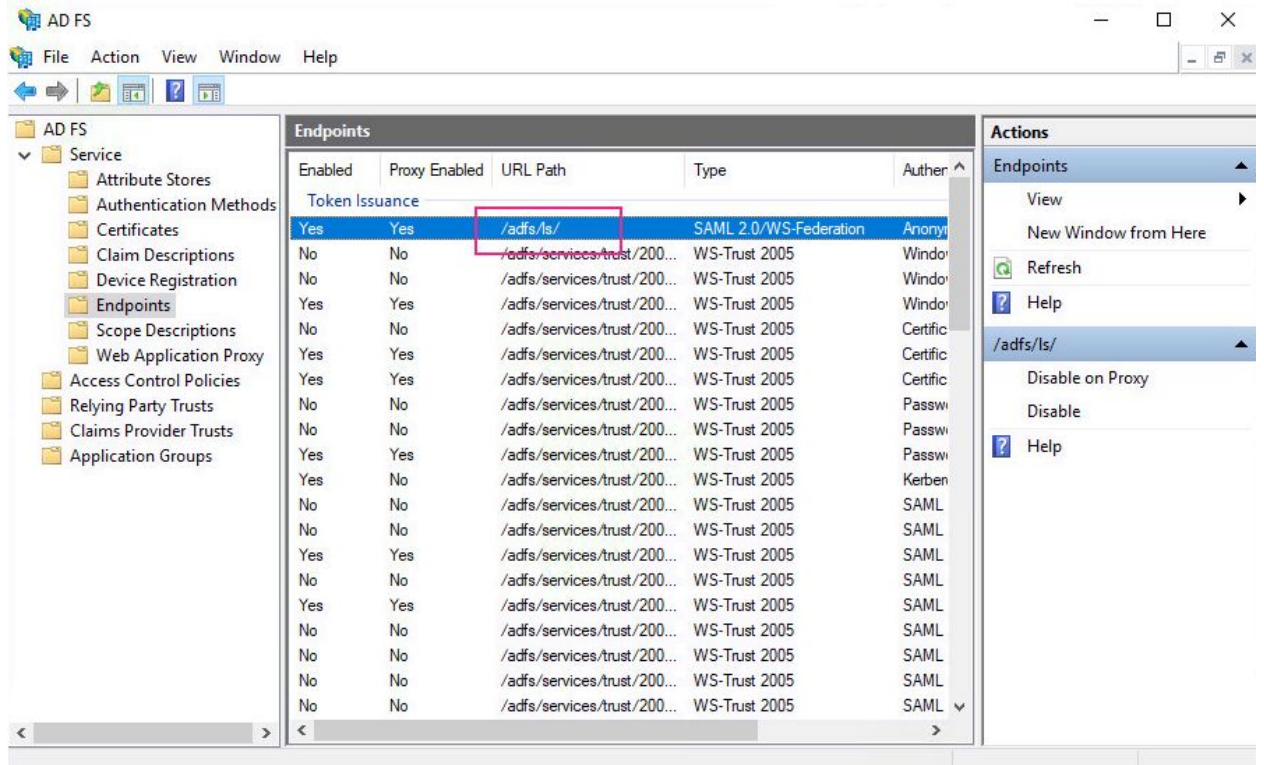 AD FS
File Action View Window Help
AD FS
Service
Attribute Stores
Authentication Methods
Certificates
Claim Descriptions
Device Registration
Endpoints
Scope Descriptions
Web Application Proxy
Access Control Policies
Relying Party Trusts
Claims Provider Trusts
Application Groups
Endpoints
Enabled Proxy Enabled URL Path Type Authen
Token Issuance
Yes Yes /adfs/ls/ SAML 2.0/WS-Federation Anonyr
No No /adfs/services/trust/200... WS-Trust 2005 Windo
No No /adfs/services/trust/200... WS-Trust 2005 Windo
Yes Yes /adfs/services/trust/200... WS-Trust 2005 Windo
No No /adfs/services/trust/200... WS-Trust 2005 Certific
Yes Yes /adfs/services/trust/200... WS-Trust 2005 Certific
Yes Yes /adfs/services/trust/200... WS-Trust 2005 Certific
No No /adfs/services/trust/200... WS-Trust 2005 Passw
No No /adfs/services/trust/200... WS-Trust 2005 Passw
Yes Yes /adfs/services/trust/200... WS-Trust 2005 Passw
Yes No /adfs/services/trust/200... WS-Trust 2005 Kerber
No No /adfs/services/trust/200... WS-Trust 2005 SAML
No No /adfs/services/trust/200... WS-Trust 2005 SAML
Yes Yes /adfs/services/trust/200... WS-Trust 2005 SAML
No No /adfs/services/trust/200... WS-Trust 2005 SAML
Yes Yes /adfs/services/trust/200... WS-Trust 2005 SAML
No No /adfs/services/trust/200... WS-Trust 2005 SAML
No No /adfs/services/trust/200... WS-Trust 2005 SAML
No No /adfs/services/trust/200... WS-Trust 2005 SAML
No No /adfs/services/trust/200... WS-Trust 2005 SAML
Actions
Endpoints
View
New Window from Here
Refresh
Help
/adfs/ls/
Disable on Proxy
Disable
Help